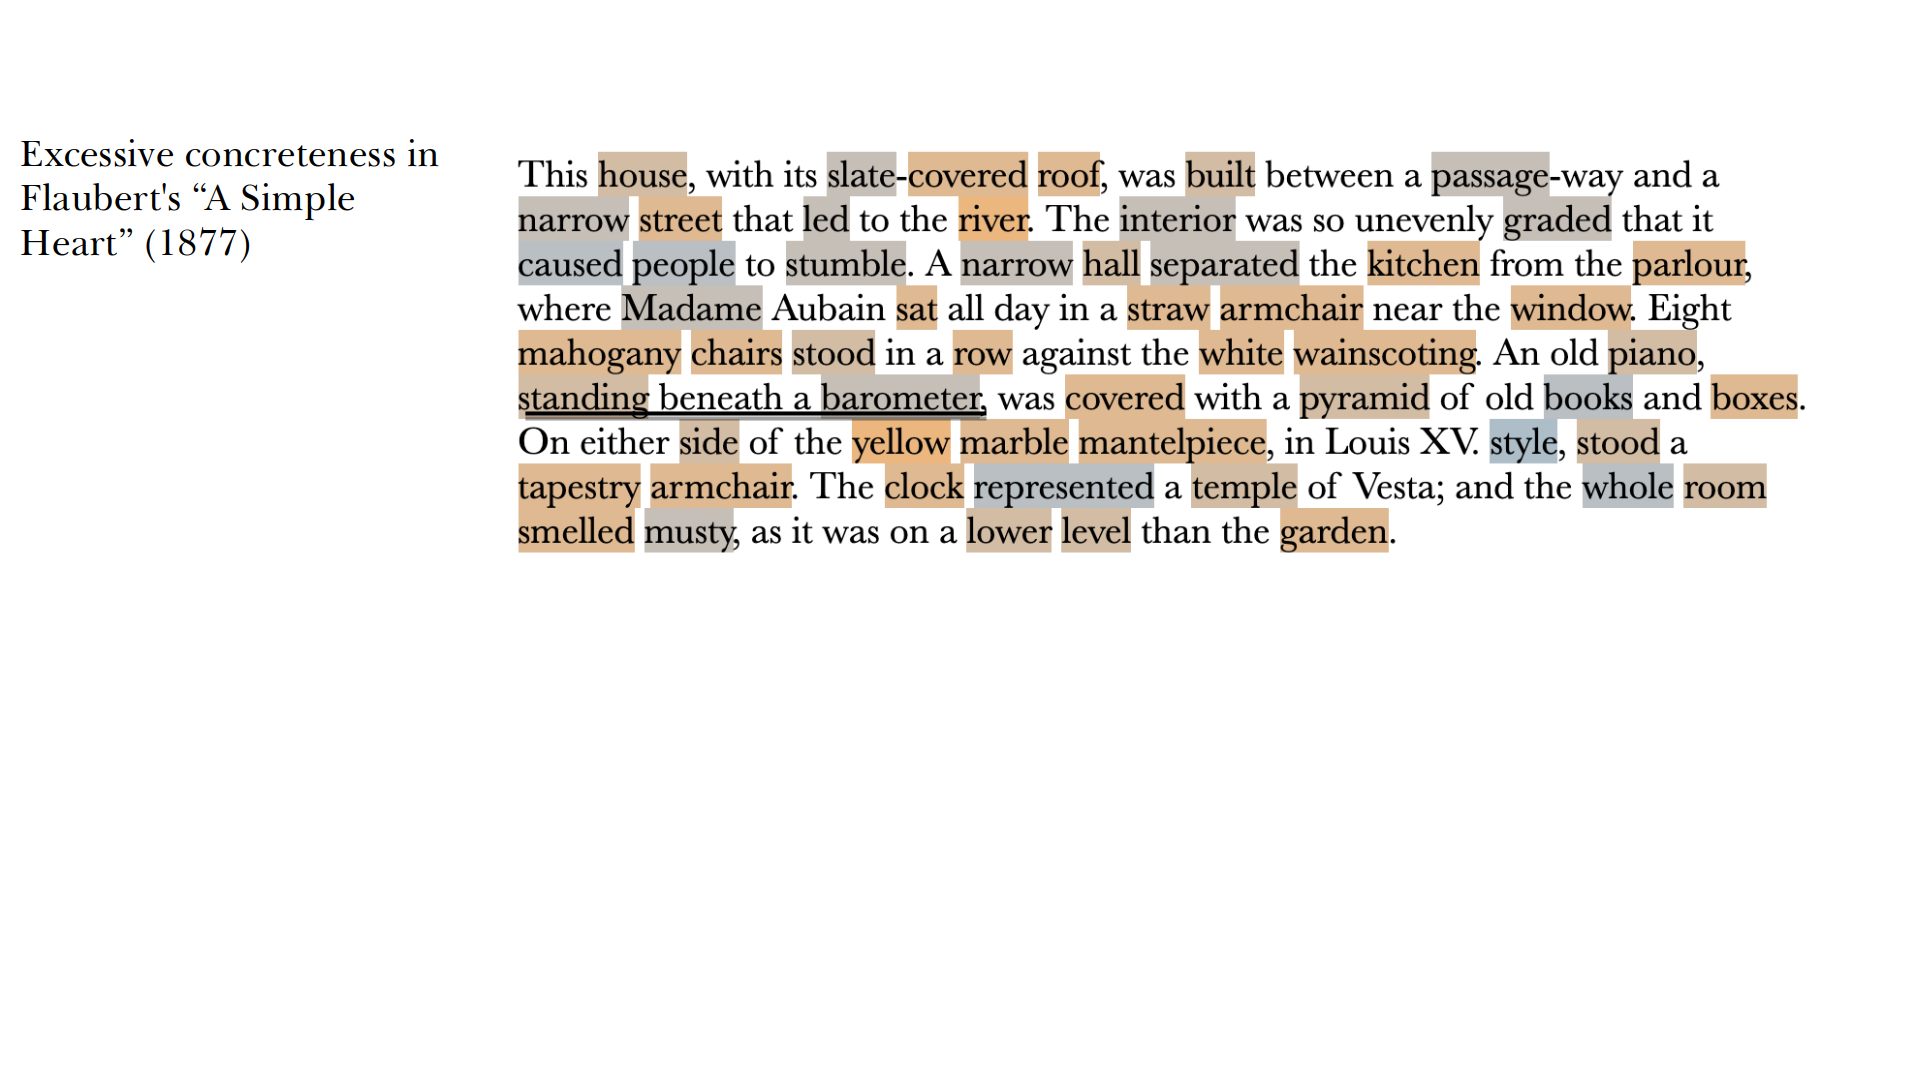 Excessive concreteness in
Flaubert's “A Simple
Heart” (1877)
This house, with its slate-covered roof, was built between a passage-way and a
narrow street that led to the river. The interior was so unevenly graded that it
caused people to stumble. A narrow hall separated the kitchen from the parlour,
where Madame Aubain sat all day in a straw armchair near the window. Eight
mahogany chairs stood in a row against the white wainscoting. An old piano,
standing beneath a barometer, was covered with a pyramid of old books and boxes.
On either side of the yellow marble mantelpiece, in Louis XV. style, stood a
tapestry armchair. The clock represented a temple of Vesta; and the whole room
smelled musty, as it was on a lower level than the garden.